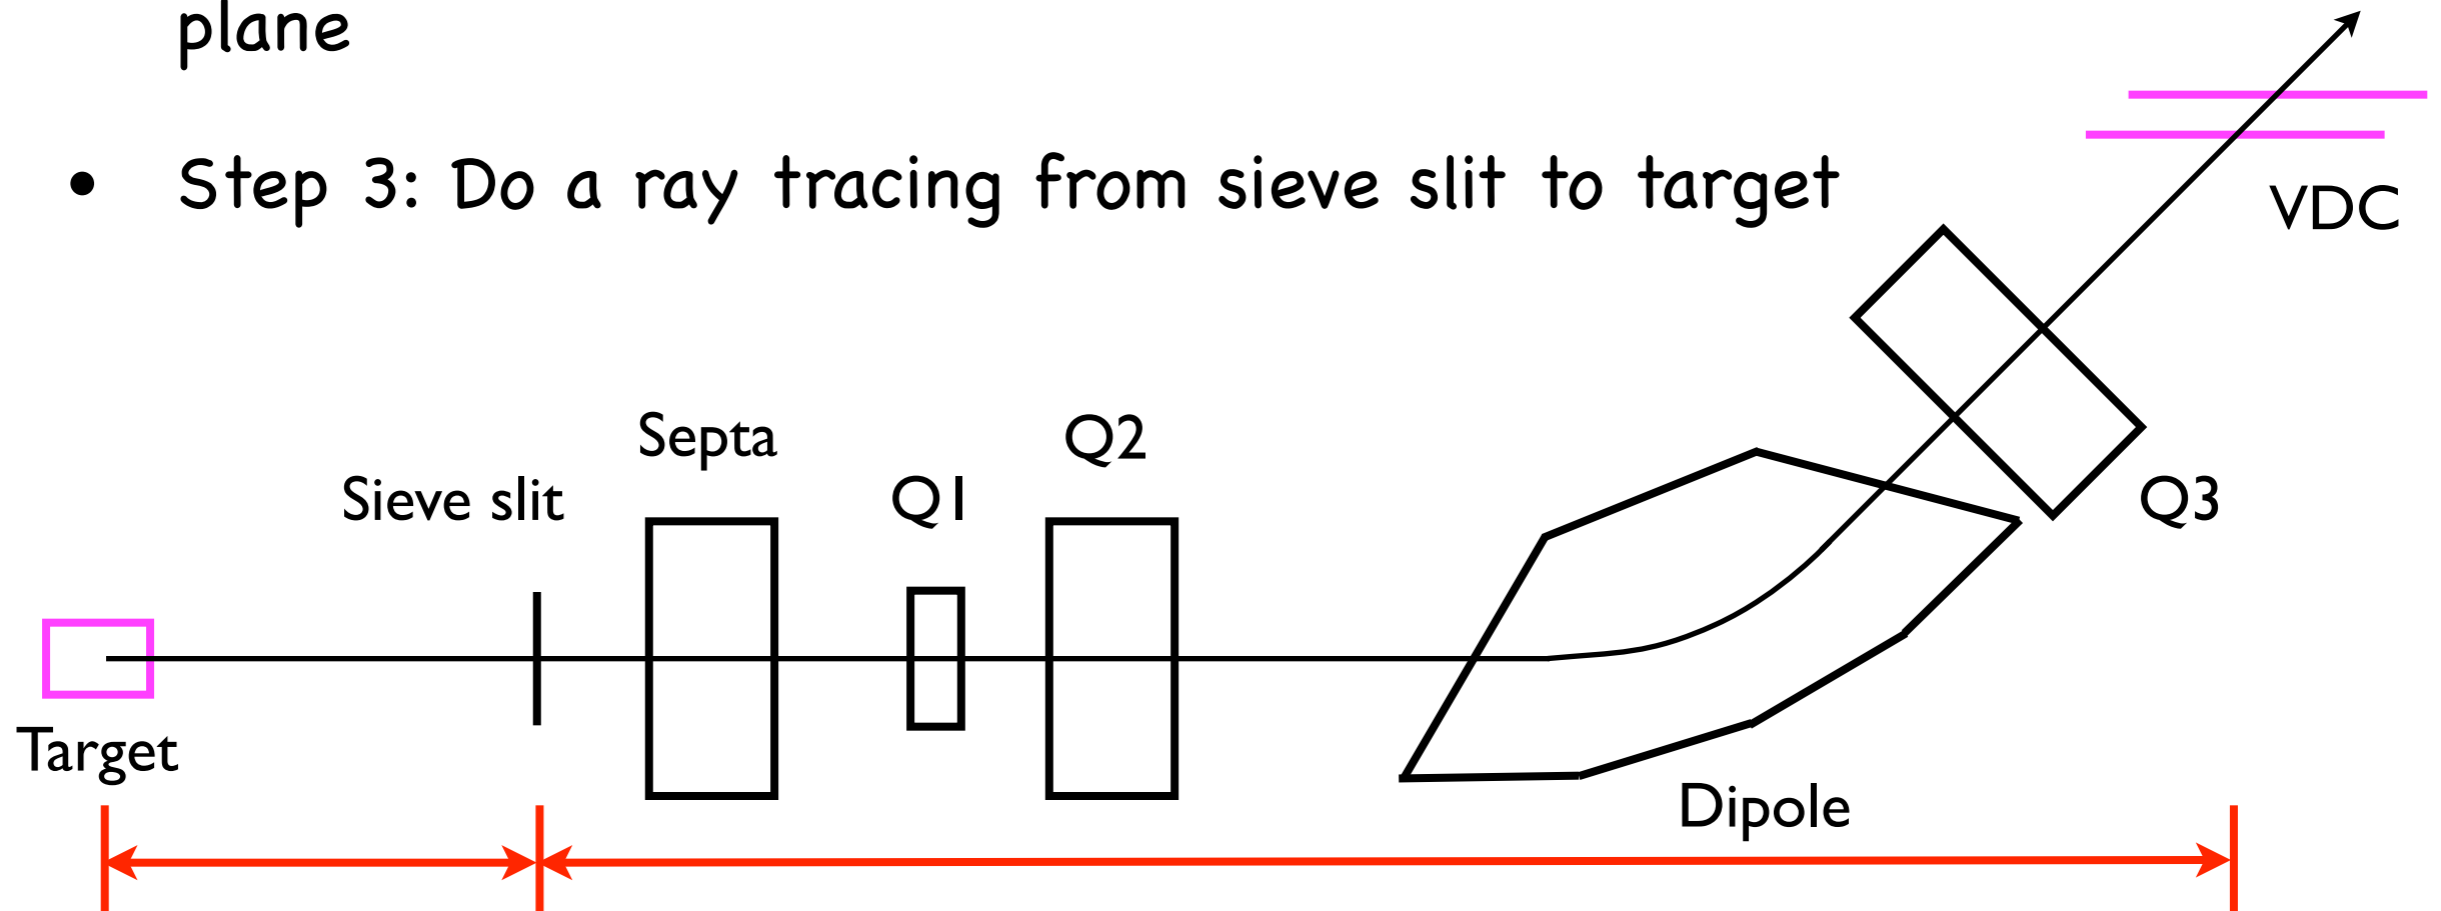 plane
• Step 3: Do a ray tracing from sieve slit to target
VDC
Septa
Q2
Sieve slit
Q1
Q3
Target
Dipole